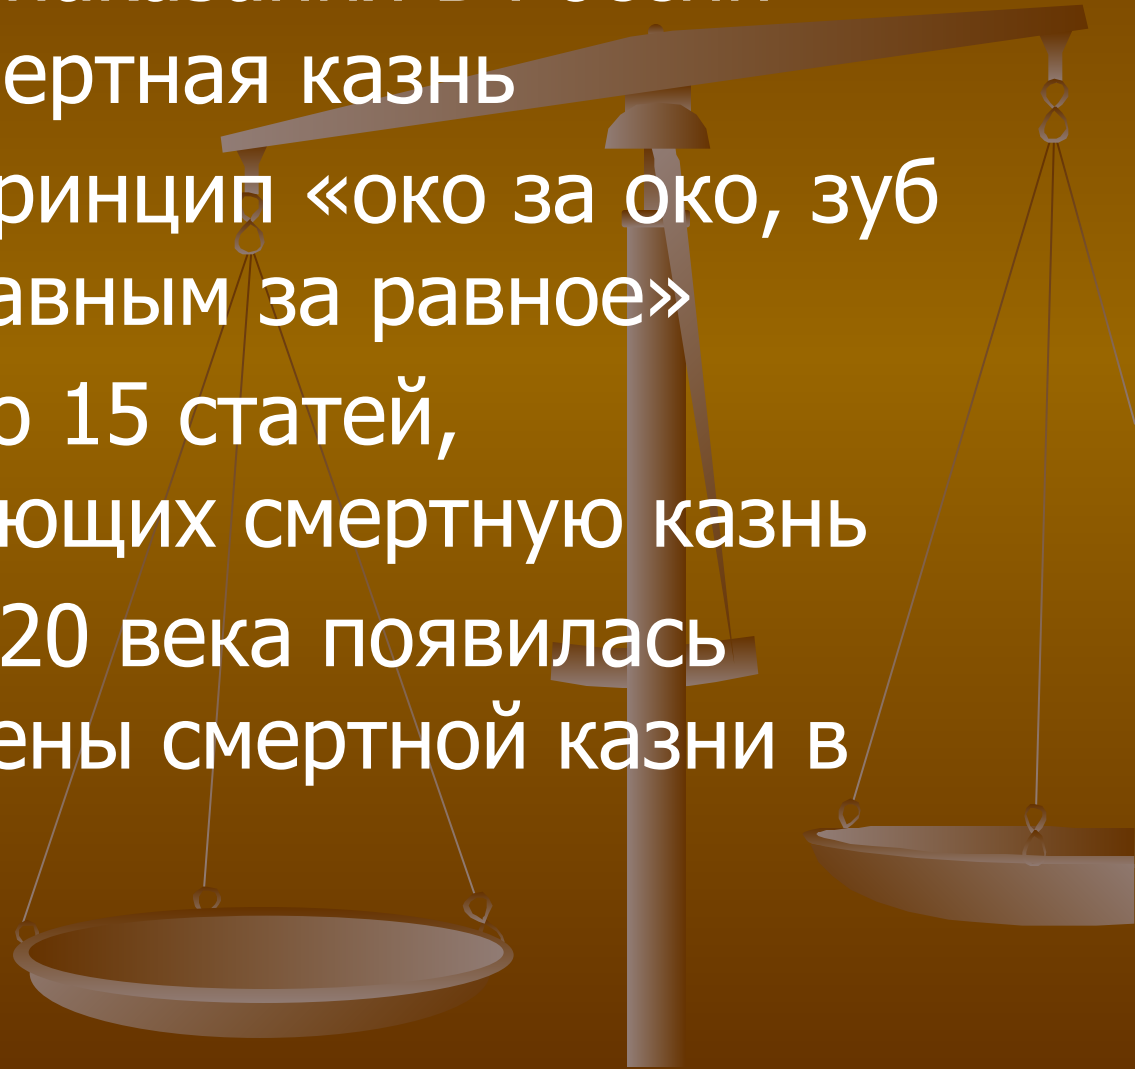 ертная казнь
ринцип «око за око, зуб
авным за равное»
о 15 статей,
ющих смертную казнь
20 века появилась
ены смертной казни в